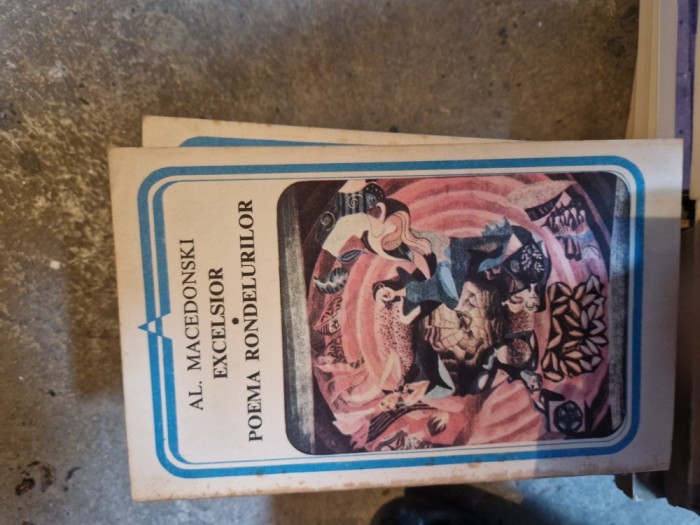 AL. MACEDONSKI
EXCELSIOR
•
POEMA RONDELURILOR